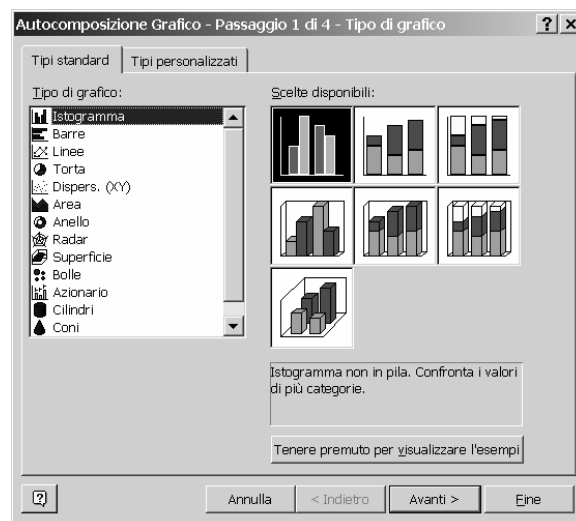 Autocomposizione Grafico - Passaggio 1 di 4 - Tipo di grafico
Tipi standard
Tipi personalizzati
Tipo di grafico:
Istogramma
Barre
Linee
Torta
Dispers. (XY)
Area
Anello
Radar
Superficie
Bolle
Azionario
Cilindri
Coni
Scelte disponibili:
Istogramma non in pila. Confronta i valori
di più categorie.
Tenere premuto per visualizzare l'esempi
Annulla
< Indietro
Avanti >
Fine